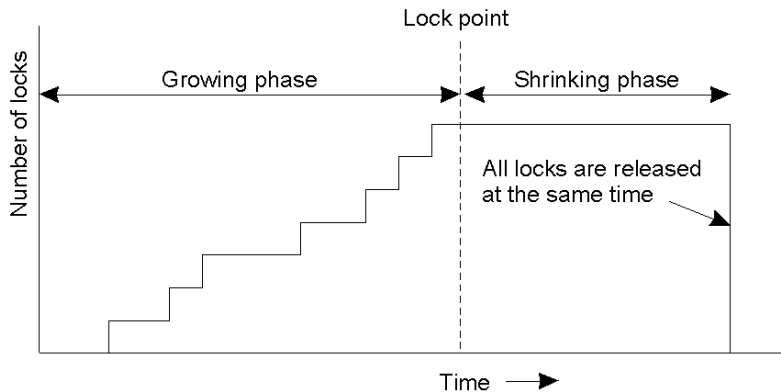 Lock point
Growing phase
Shrinking phase
Number of locks
All locks are released
at the same time
Time